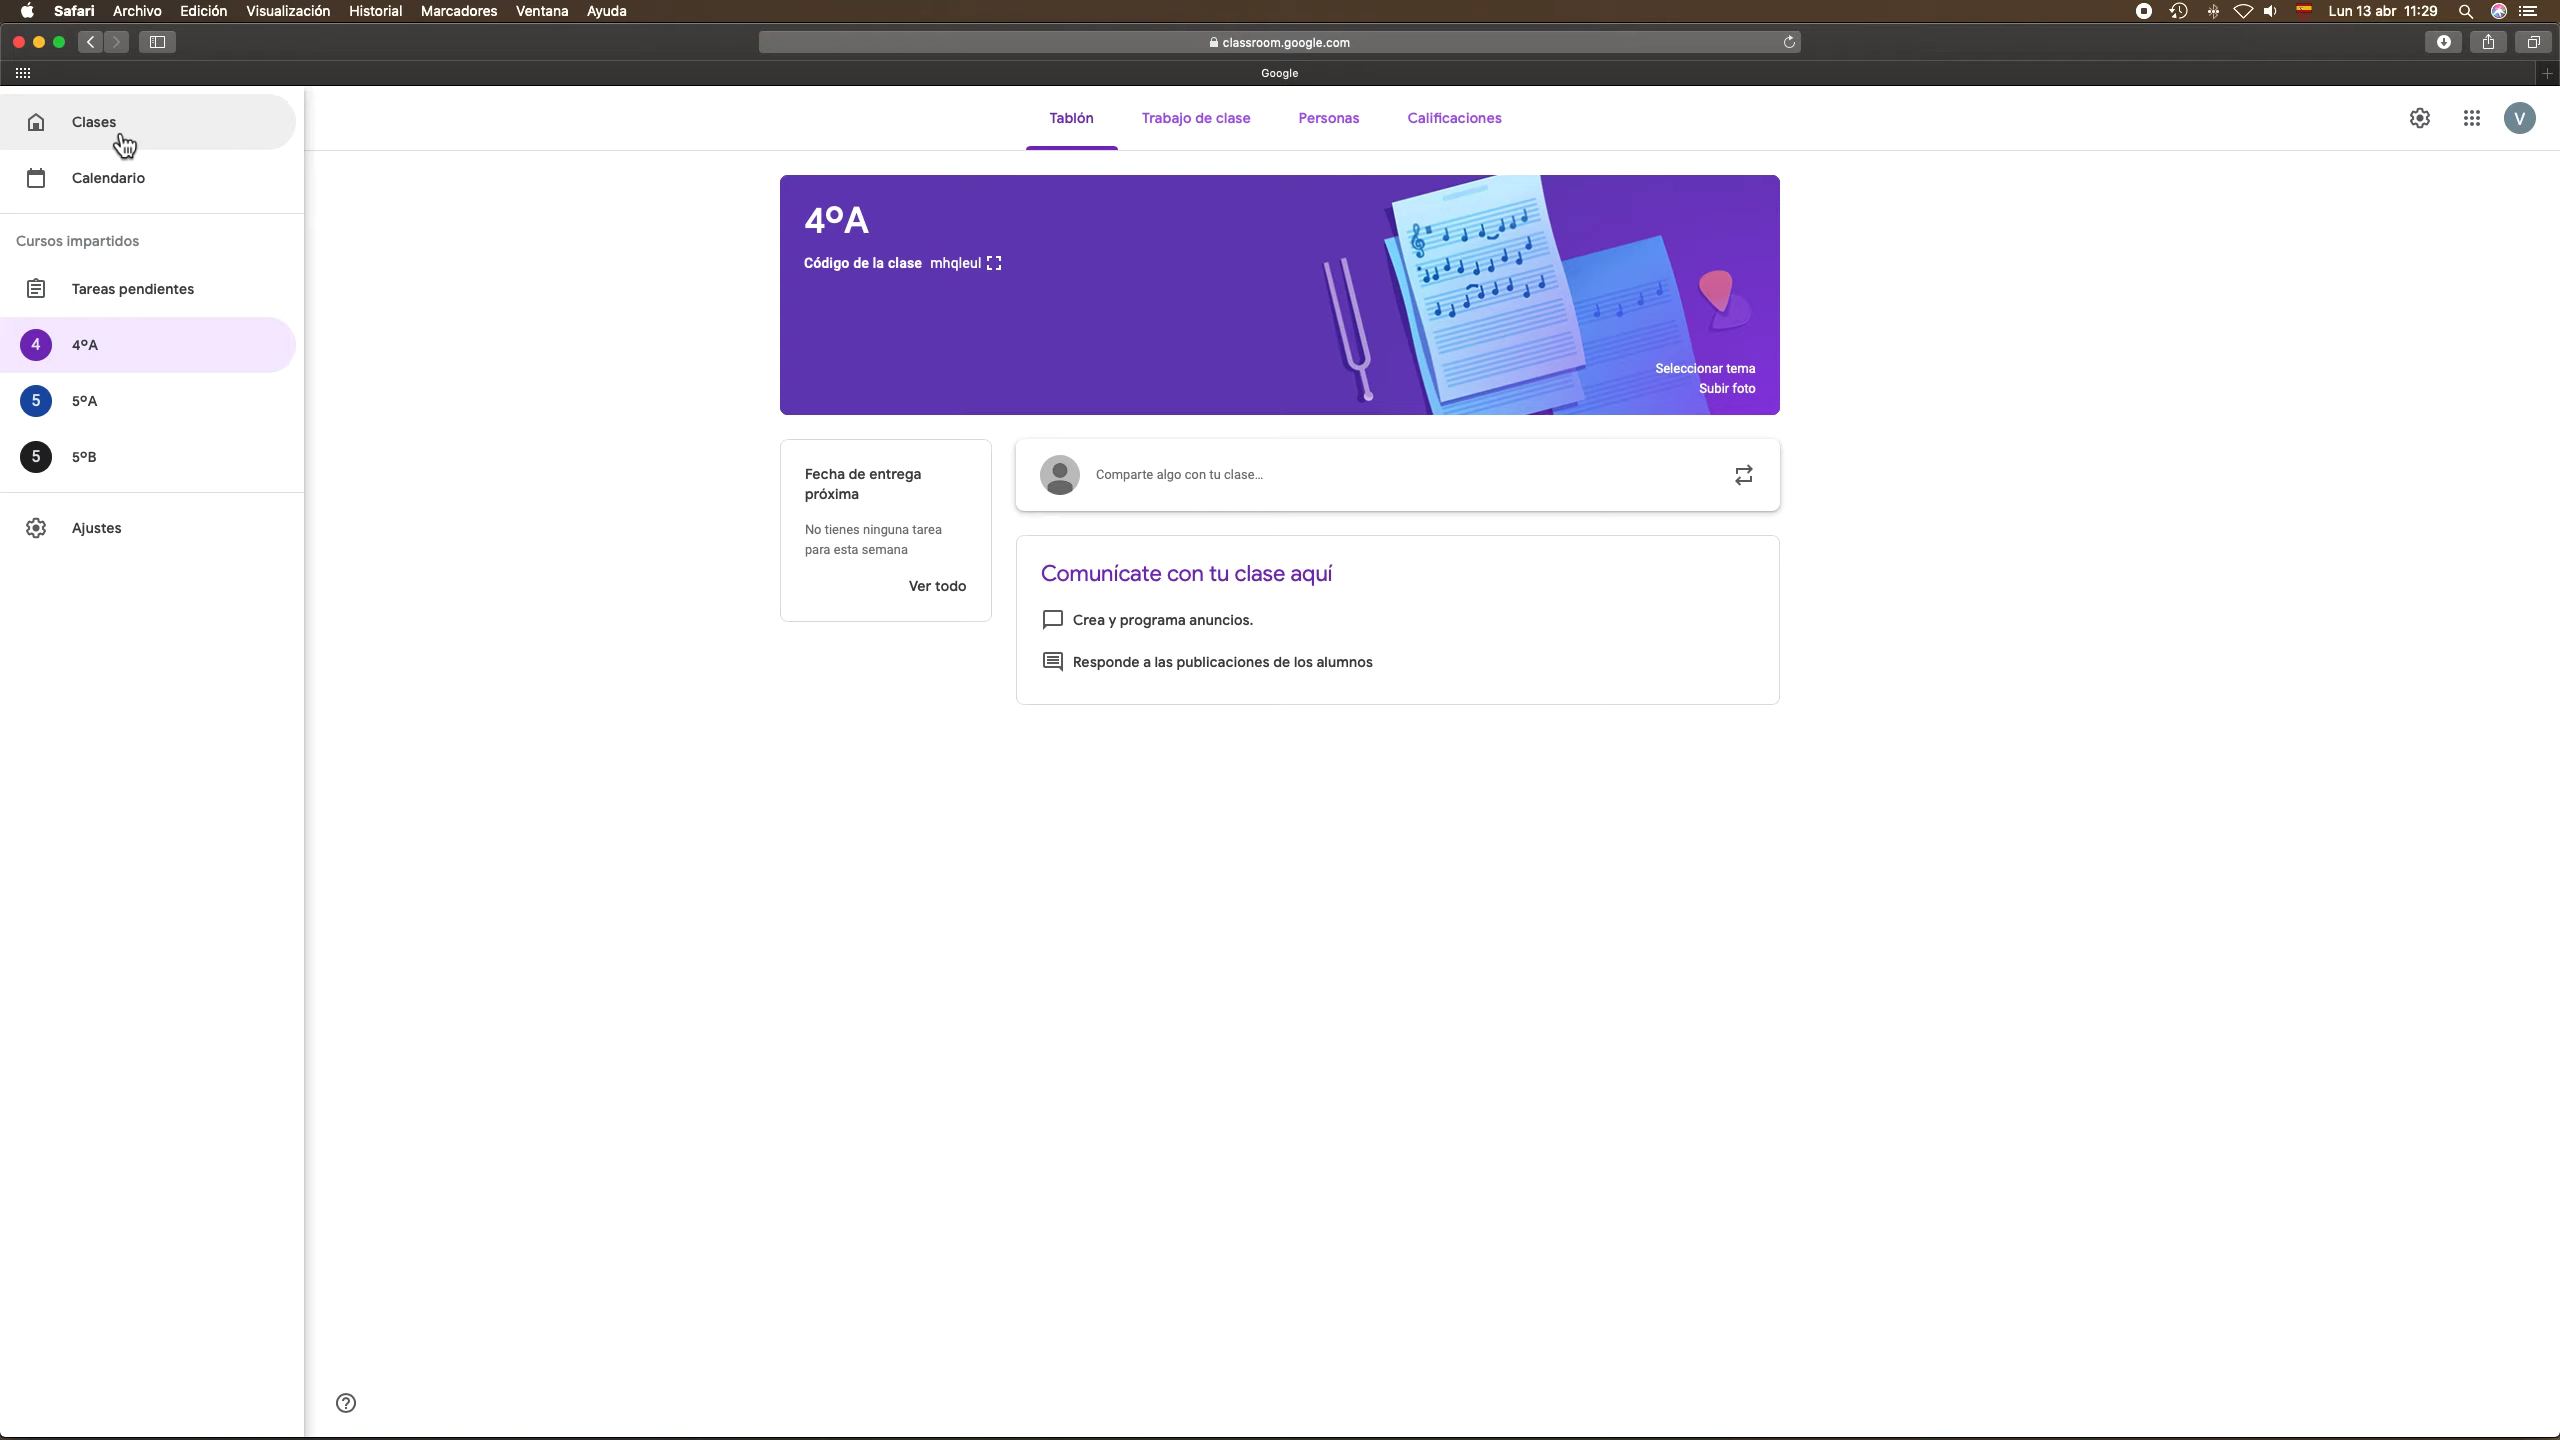 Safari Archivo Edición Visualización Historial Marcadores Ventana Ayuda Lun 13 abr 11:29
classroom.google.com
Google
Clases
Calendario
Cursos impartidos
Tareas pendientes
4 4ºA
5 5ºA
5 5ºB
Ajustes
Tablón Trabajo de clase Personas Calificaciones
V
4ºA
Código de la clase mhqleul
Seleccionar tema
Subir foto
Fecha de entrega
próxima
No tienes ninguna tarea
para esta semana
Ver todo
Comparte algo con tu clase...
Comunícate con tu clase aquí
Crea y programa anuncios.
Responde a las publicaciones de los alumnos